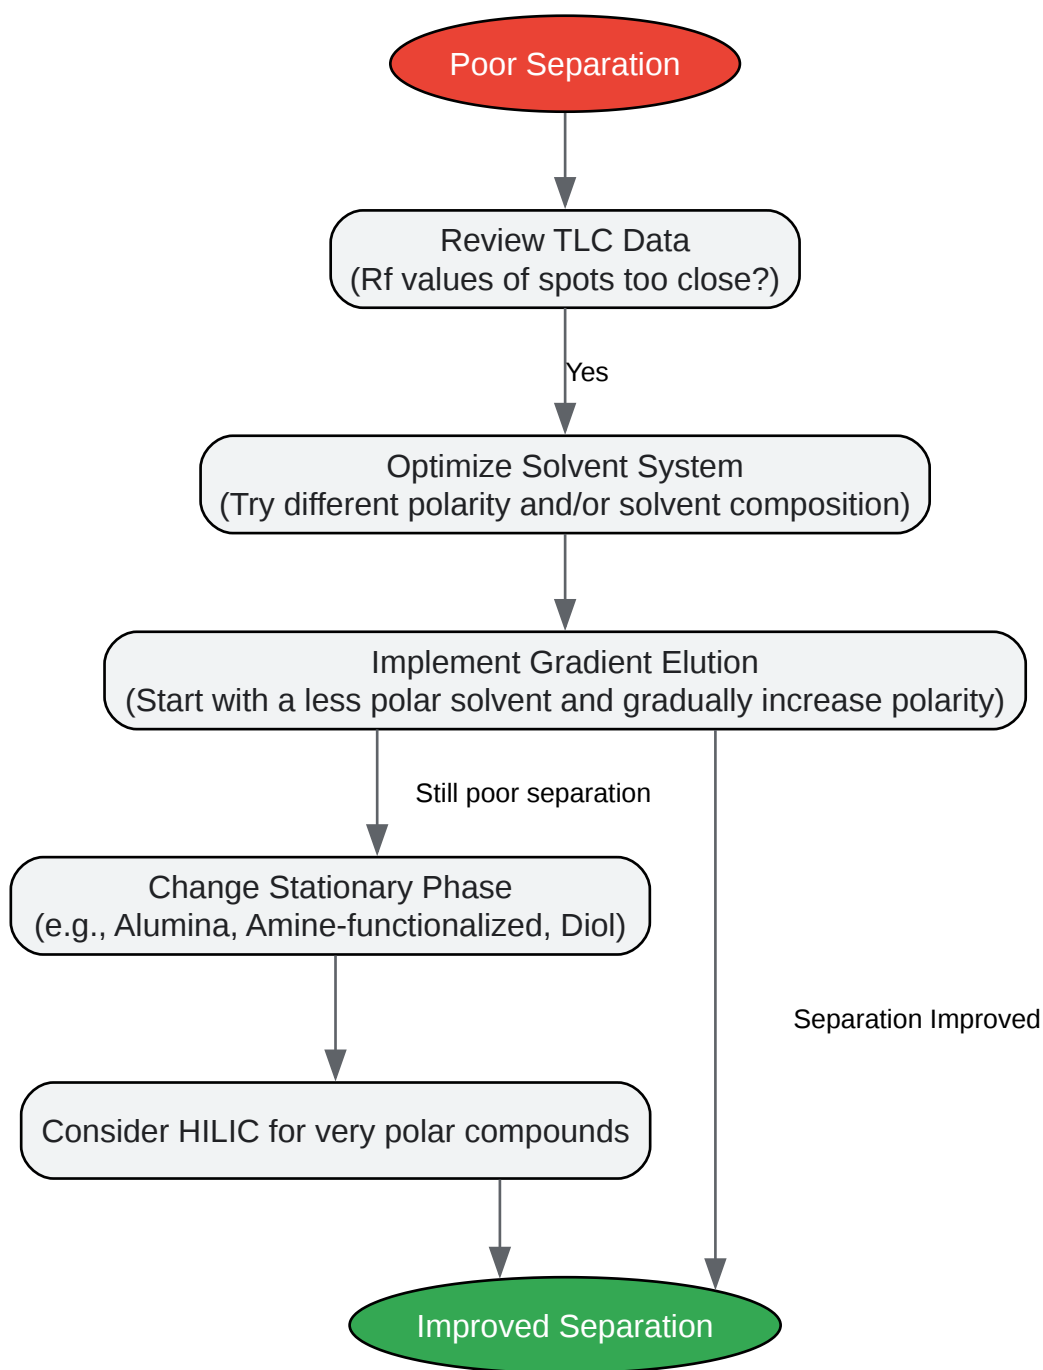 Poor Separation
Review TLC Data
(Rf values of spots too close?)
Yes
Optimize Solvent System
(Try different polarity and/or solvent composition)
Implement Gradient Elution
(Start with a less polar solvent and gradually increase polarity)
Still poor separation
Change Stationary Phase
(e.g., Alumina, Amine-functionalized, Diol)
Separation Improved
Consider HILIC for very polar compounds
Improved Separation